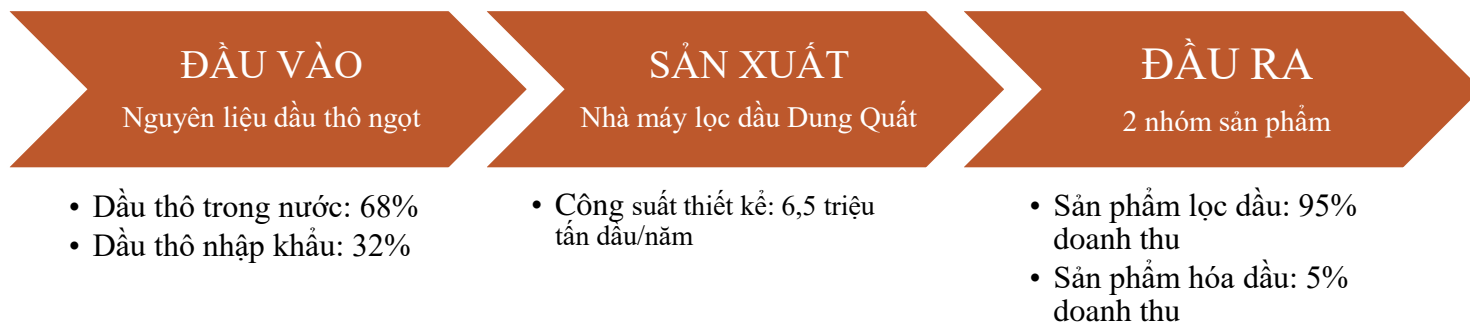 ĐẦU VÀO
Nguyên liệu dầu thô ngọt
• Dầu thô trong nước: 68%
• Dầu thô nhập khẩu: 32%
SẢN XUẤT
Nhà máy lọc dầu Dung Quất
• Công suất thiết kế: 6,5 triệu
tấn dầu/năm
ĐẦU RA
2 nhóm sản phẩm
• Sản phẩm lọc dầu: 95%
doanh thu
• Sản phẩm hóa dầu: 5%
doanh thu